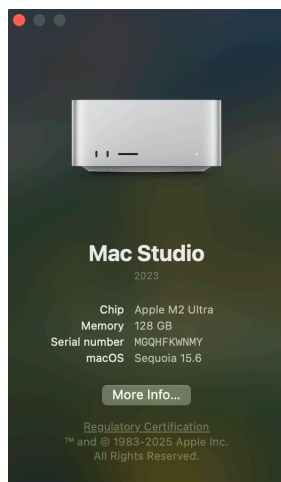 Mac Studio
2023
Chip Apple M2 Ultra
Memory 128 GB
Serial number MGQHFKWNMY
macOS Sequoia 15.6
More Info...
Regulatory Certification
™ and © 1983-2025 Apple Inc.
All Rights Reserved.